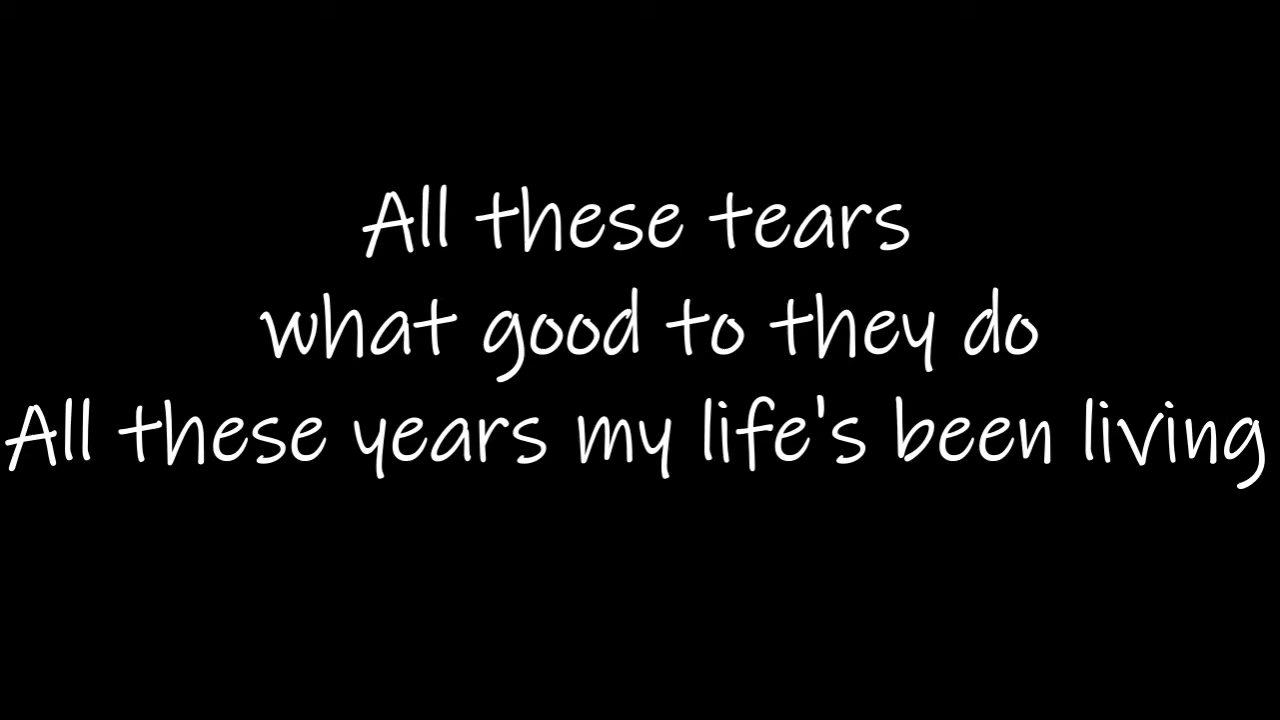 All these tears
what good to they do
All these years my life's been living